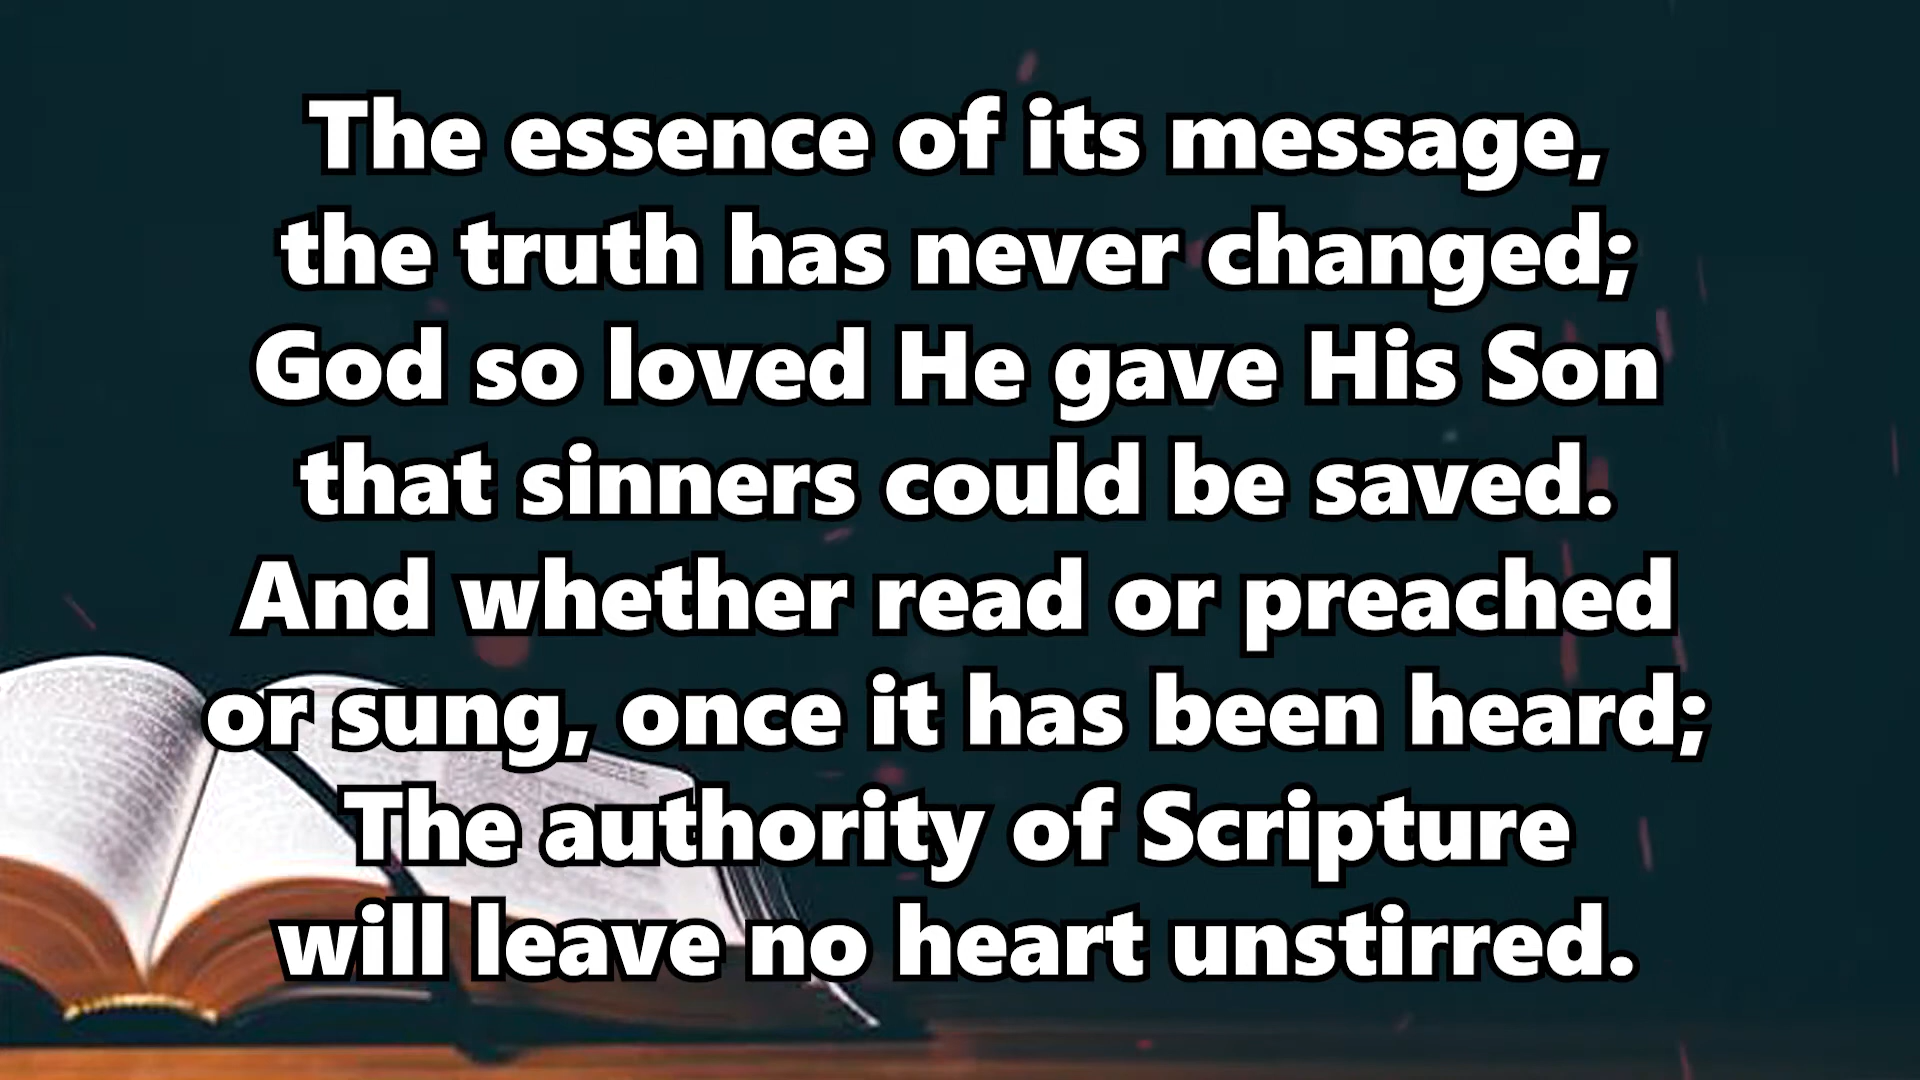 The essence of its message,
the truth has never changed;
God so loved He gave His Son
that sinners could be saved.
And whether read or preached
or sung, once it has been heard;
The authority of Scripture
will leave no heart unstirred.